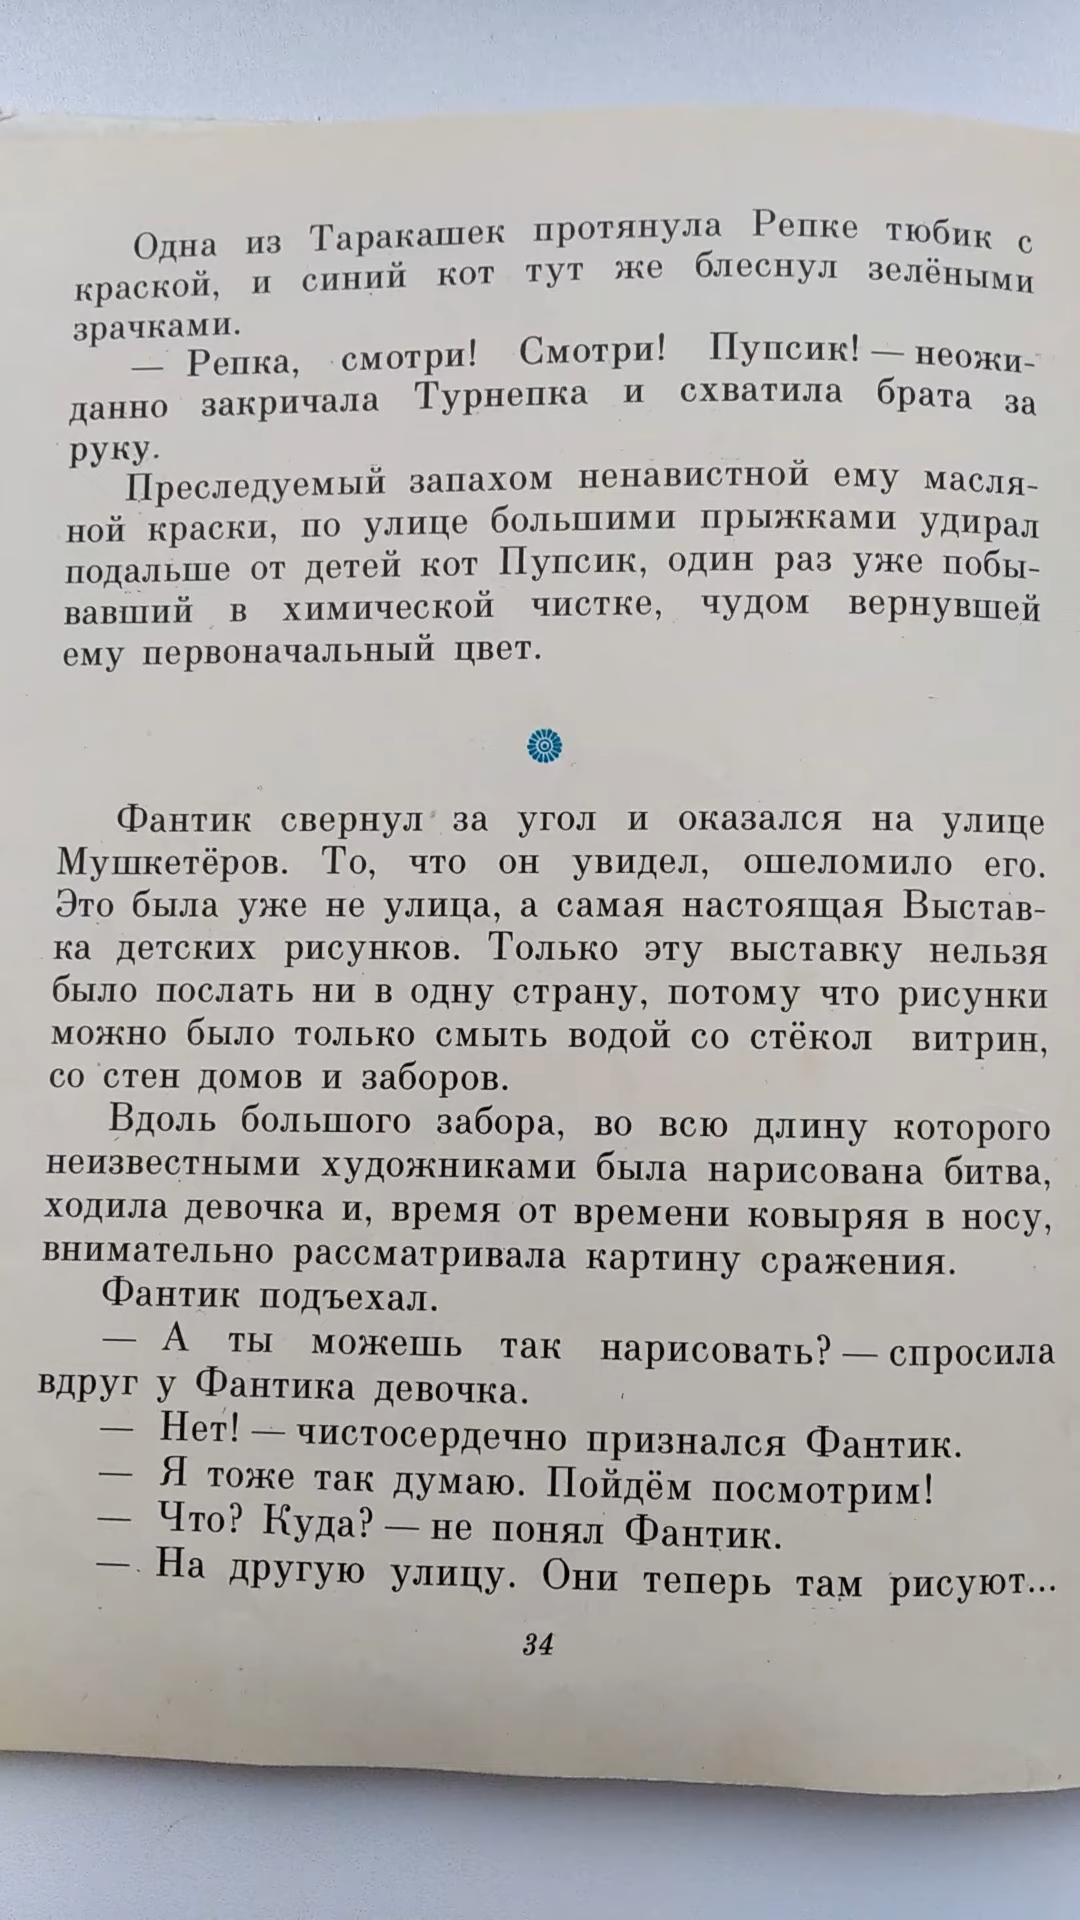 Одна из Таракашек протянула Репке тюбик с
краской, и синий кот тут же блеснул зелёными
зрачками.
— Репка, смотри! Смотри! Пупсик! — неожи-
данно закричала Турнепка и схватила брата за
руку.
Преследуемый запахом ненавистной ему масля-
ной краски, по улице большими прыжками удирал
подальше от детей кот Пупсик, один раз уже побы-
вавший в химической чистке, чудом вернувшей
ему первоначальный цвет.
Фантик свернул за угол и оказался на улице
Мушкетёров. То, что он увидел, ошеломило его.
Это была уже не улица, а самая настоящая Выстав-
ка детских рисунков. Только эту выставку нельзя
было послать ни в одну страну, потому что рисунки
можно было только смыть водой со стёкол витрин,
со стен домов и заборов.
Вдоль большого забора, во всю длину которого
неизвестными художниками была нарисована битва,
ходила девочка и, время от времени ковыряя в носу,
внимательно рассматривала картину сражения.
Фантик подъехал.
— А ты можешь так нарисовать? — спросила
вдруг у Фантика девочка.
— Нет! — чистосердечно признался Фантик.
— Я тоже так думаю. Пойдём посмотрим!
— Что? Куда? — не понял Фантик.
— На другую улицу. Они теперь там рисуют...
34